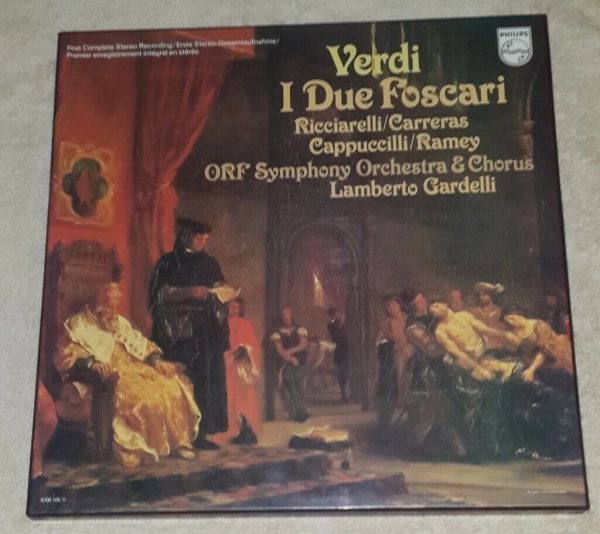 First Complete Stereo Recording/Erste Stereo-Gesamtaufnahme/
Premier enregistrement intégral en stéréo
PHILIPS
Verdi
I Due Foscari
Ricciarelli/Carreras
Cappuccilli/Ramey
ORF Symphony Orchestra & Chorus
Lamberto Gardelli